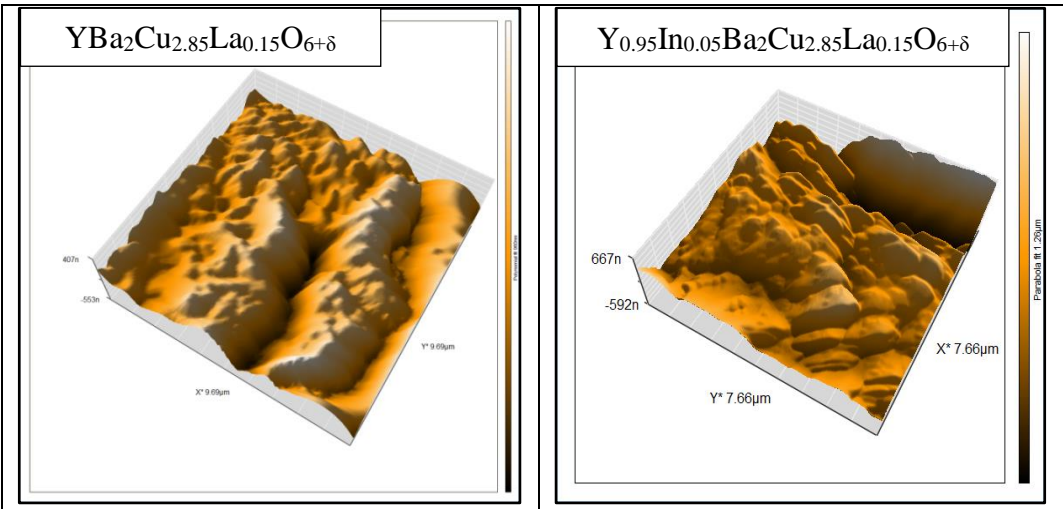 YBa₂Cu₂.₈₅La₀.₁₅O₆₊δ
407n
-553n
X* 9.69µm
Y* 9.69µm
Y₀.₉₅In₀.₀₅Ba₂Cu₂.₈₅La₀.₁₅O₆₊δ
667n
-592n
Y* 7.66µm
X* 7.66µm
Parabola fit 1.26µm